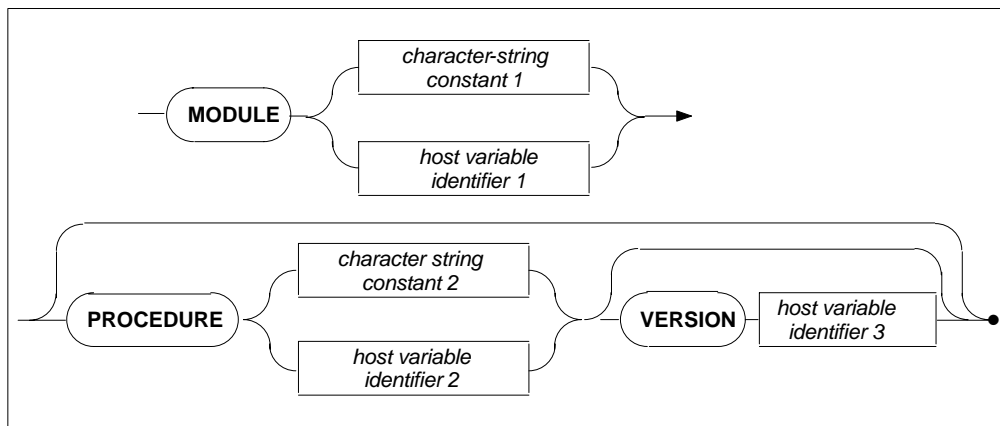 character-string
constant 1
MODULE
host variable
identifier 1
character string
constant 2
PROCEDURE
VERSION
host variable
identifier 3
host variable
identifier 2